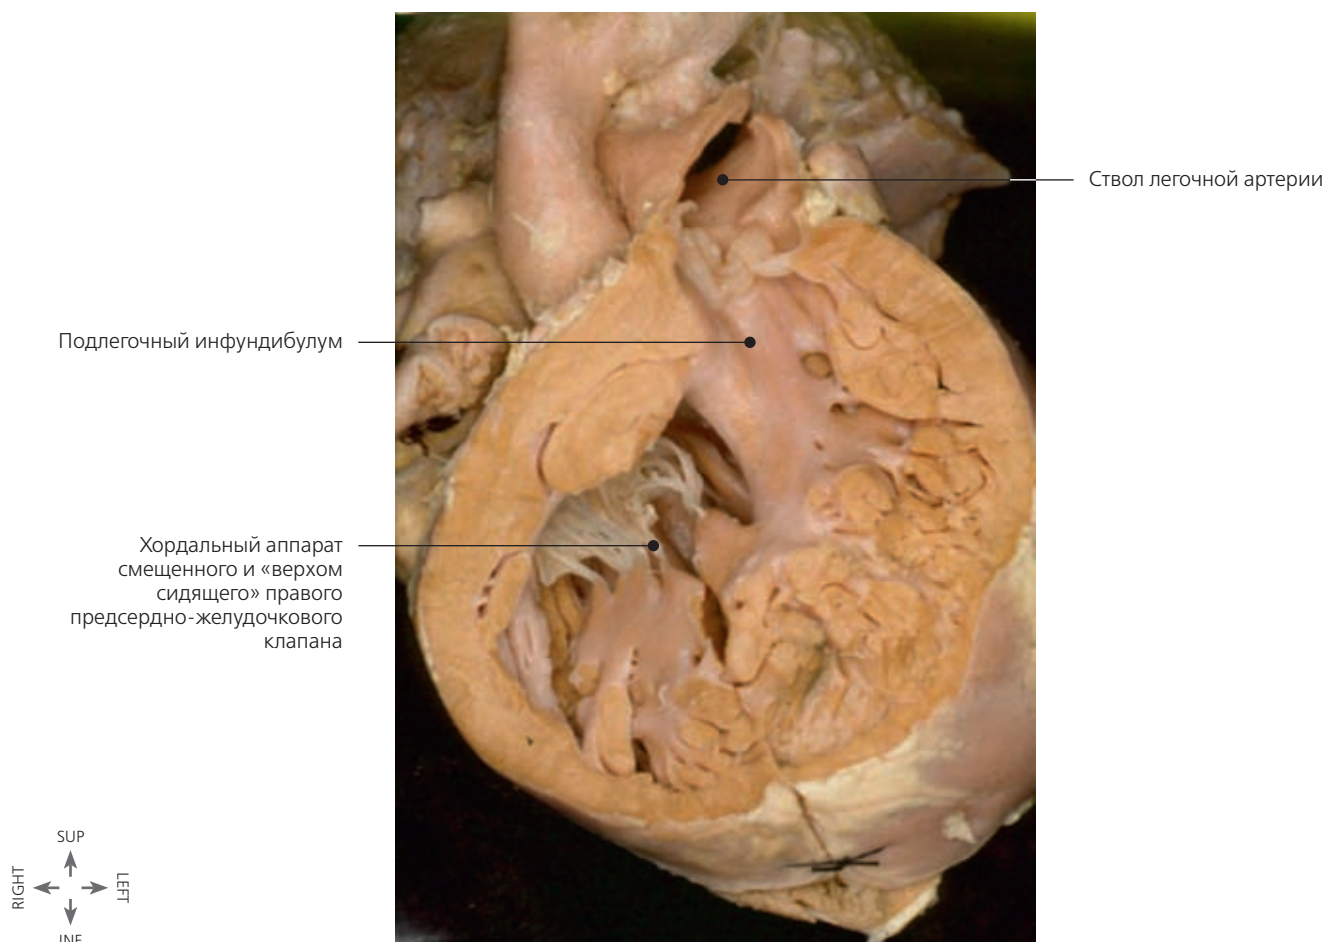 Ствол легочной артерии
Подлегочный инфундибулум
Хордальный аппарат
смещенного и «верхом
сидящего» правого
предсердно-желудочкового
клапана
SUP
RIGHT
LEFT
INF